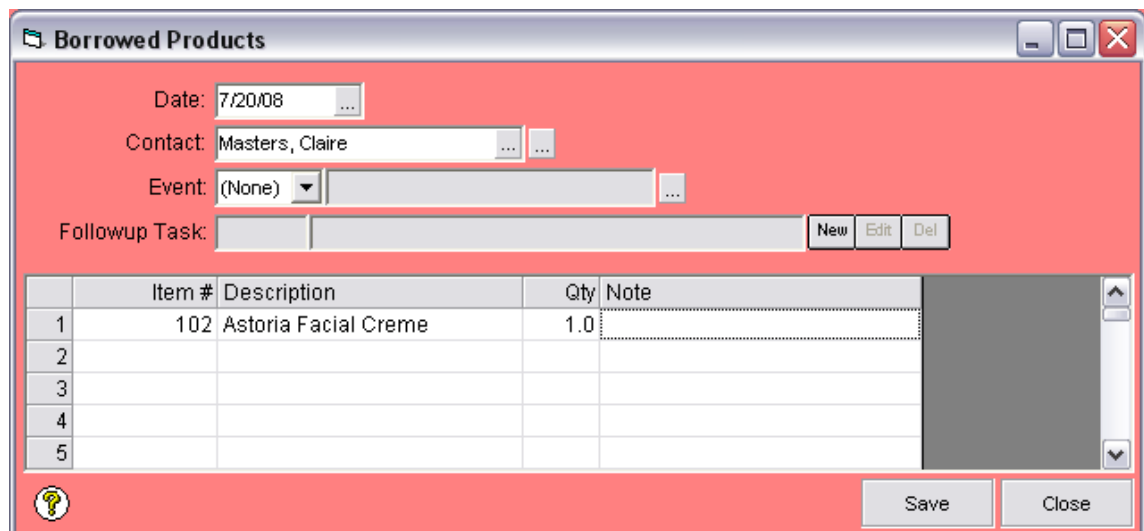 Borrowed Products
Date: 7/20/08 ...
Contact: Masters, Claire ... ...
Event: (None) ...
Followup Task: New Edit Del
Item # Description Qty Note
1 102 Astoria Facial Creme 1.0
2
3
4
5
? Save Close